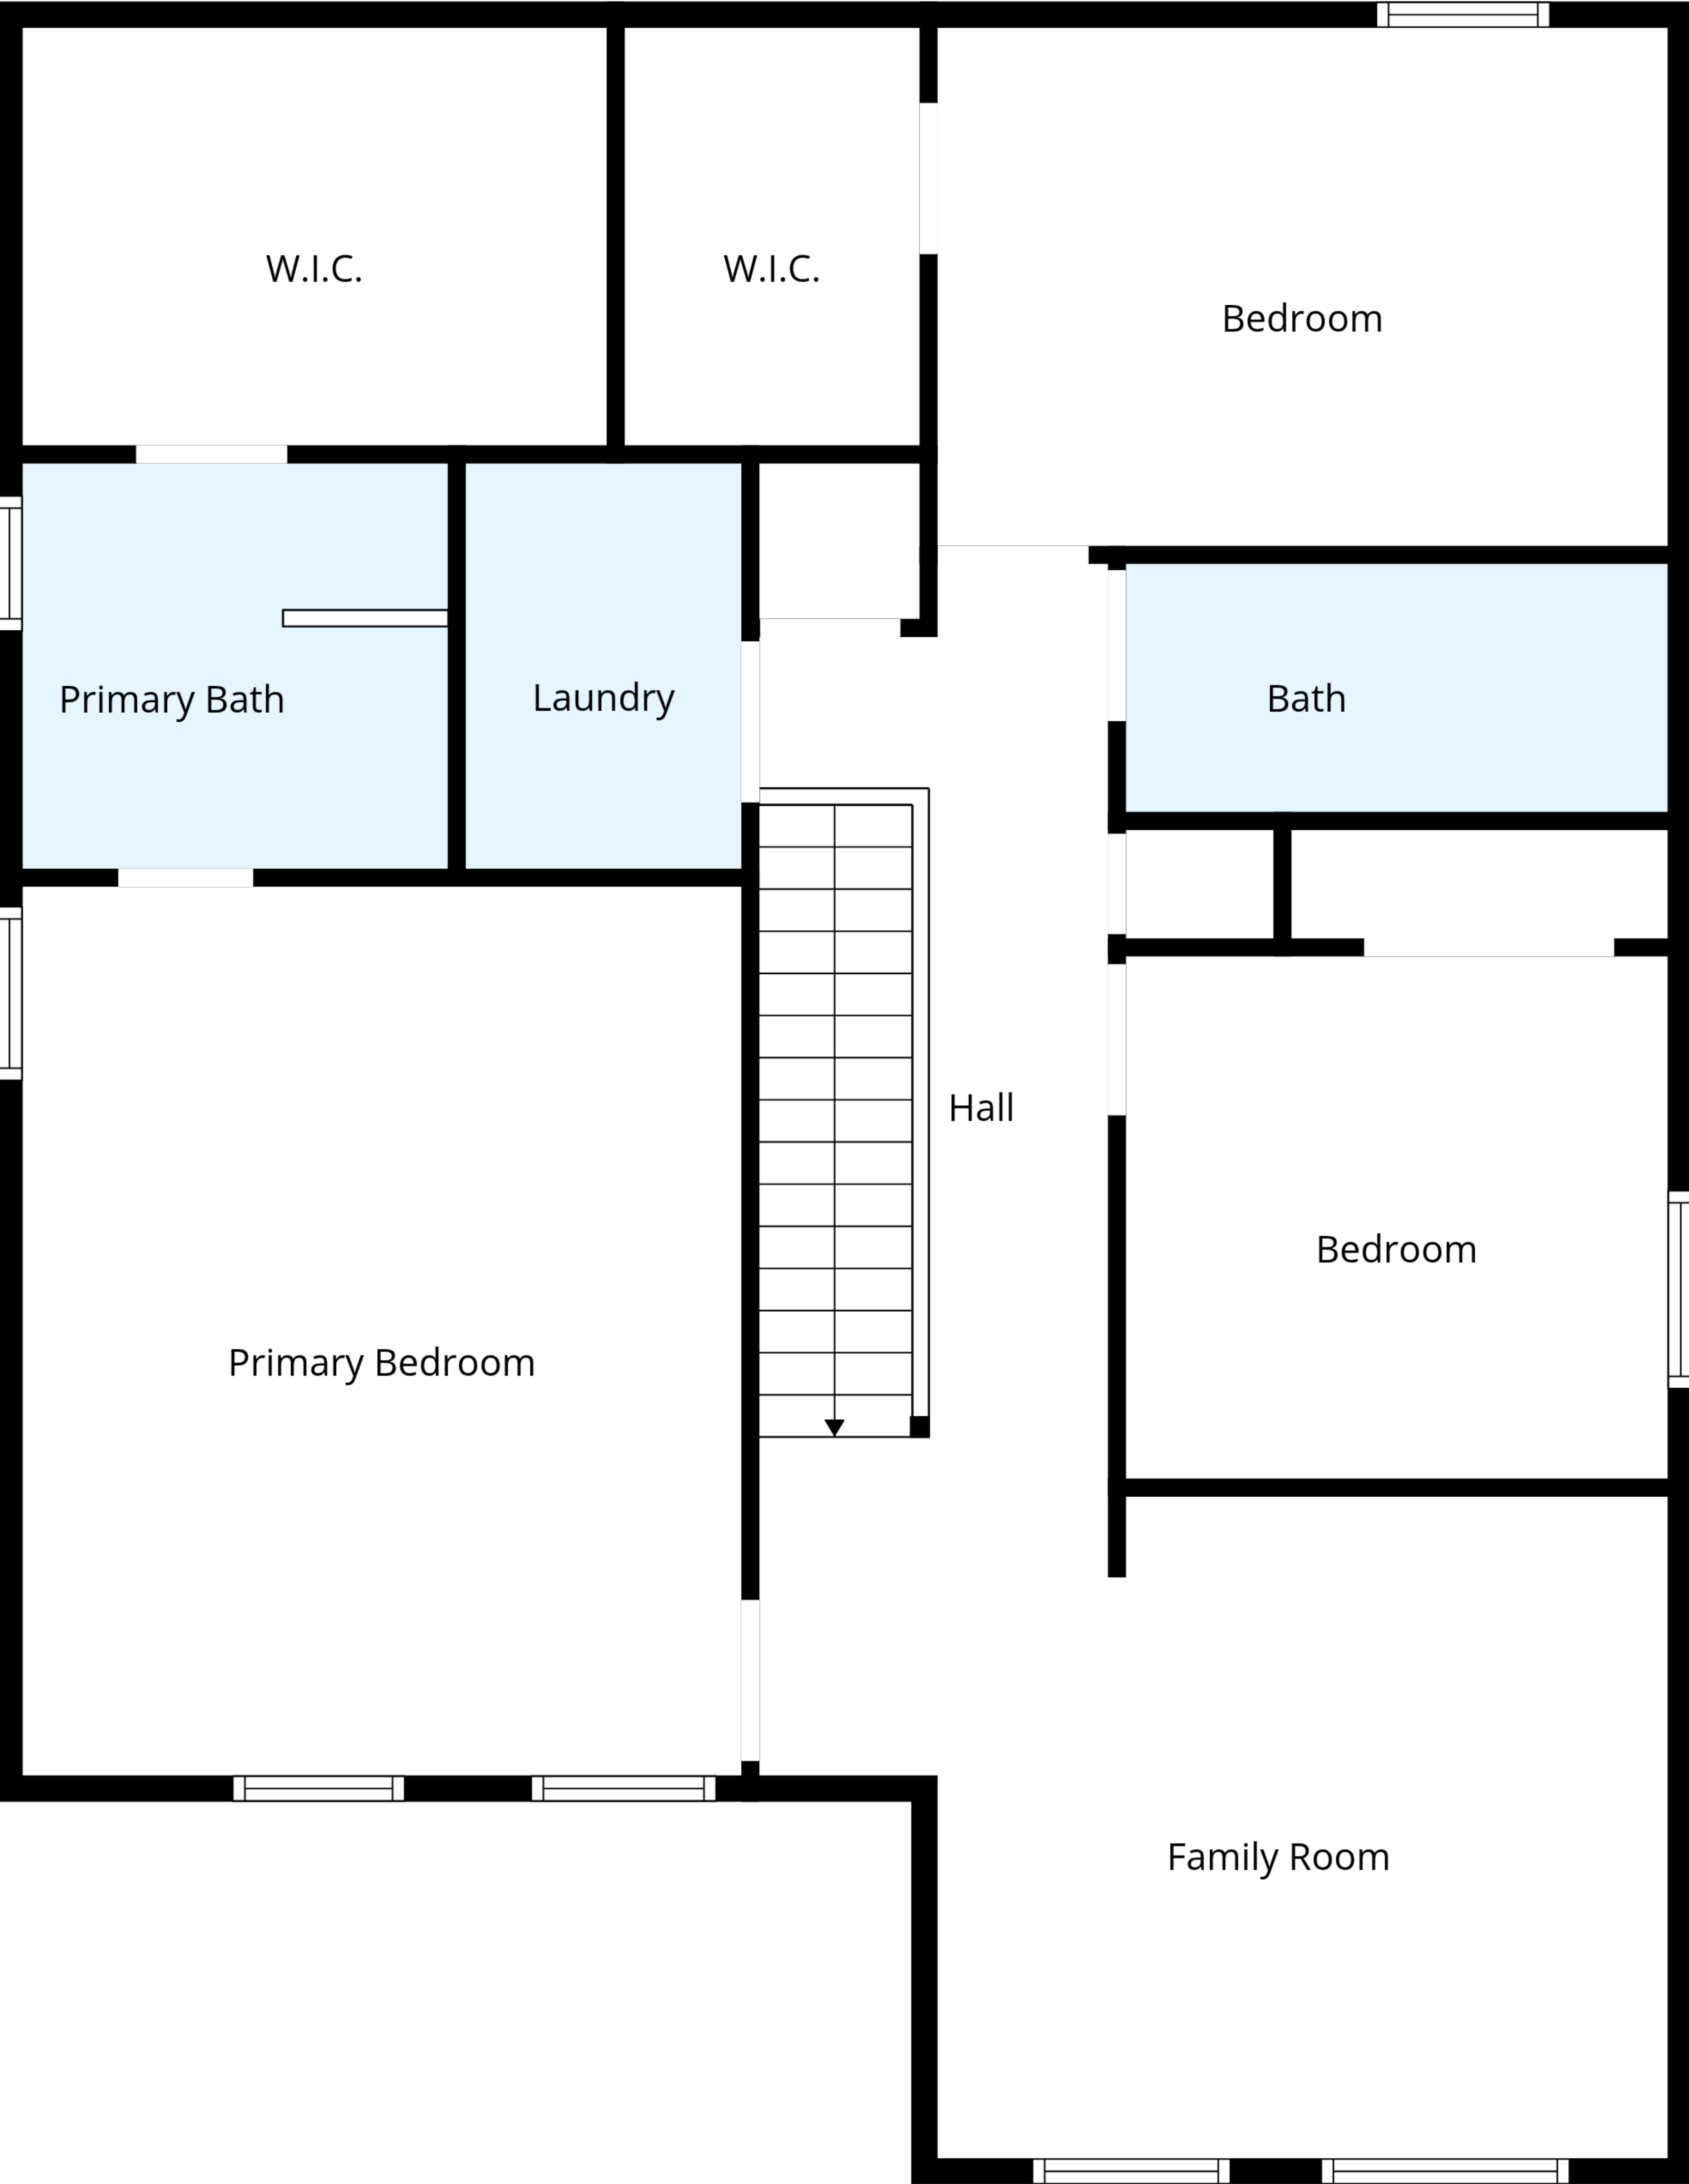 W.I.C.
W.I.C.
Bedroom
Primary Bath
Laundry
Bath
Hall
Bedroom
Primary Bedroom
Family Room